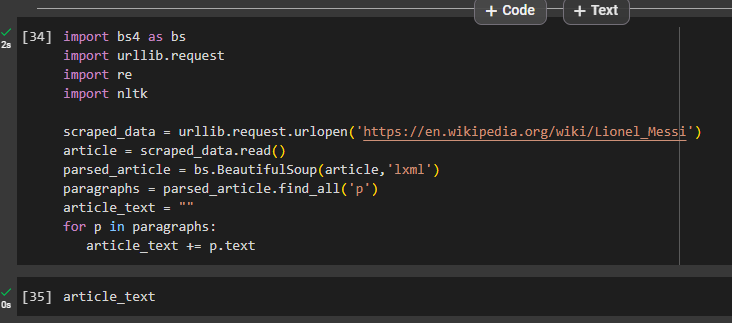 + Code + Text
2s
[34] import bs4 as bs
import urllib.request
import re
import nltk
scraped_data = urllib.request.urlopen('https://en.wikipedia.org/wiki/Lionel_Messi')
article = scraped_data.read()
parsed_article = bs.BeautifulSoup(article,'lxml')
paragraphs = parsed_article.find_all('p')
article_text = ""
for p in paragraphs:
   article_text += p.text
[35] article_text
0s